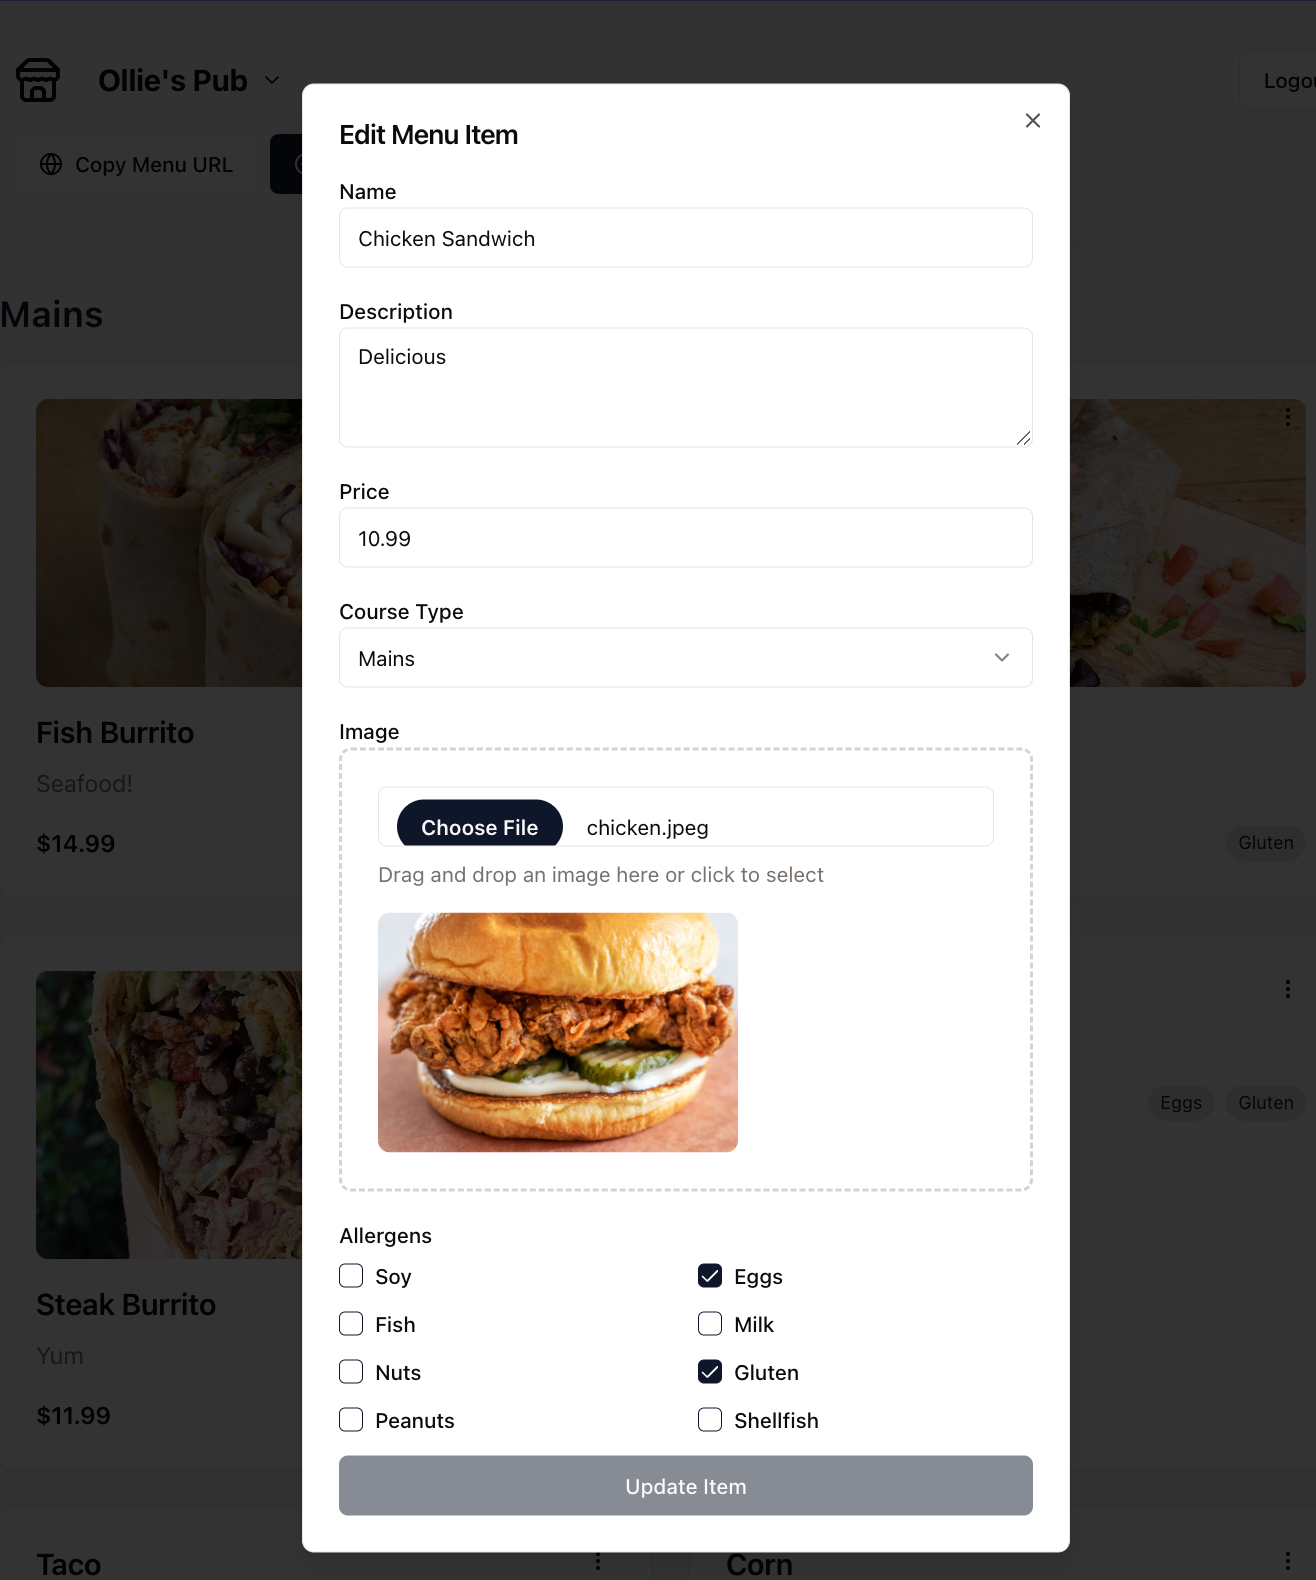 Ollie's Pub
Logou
Copy Menu URL
Mains
Fish Burrito
Seafood!
$14.99
Gluten
Eggs
Gluten
Steak Burrito
Yum
$11.99
Taco
Corn
Edit Menu Item
Name
Chicken Sandwich
Description
Delicious
Price
10.99
Course Type
Mains
Image
Choose File
chicken.jpeg
Drag and drop an image here or click to select
Allergens
Soy
Eggs
Fish
Milk
Nuts
Gluten
Peanuts
Shellfish
Update Item